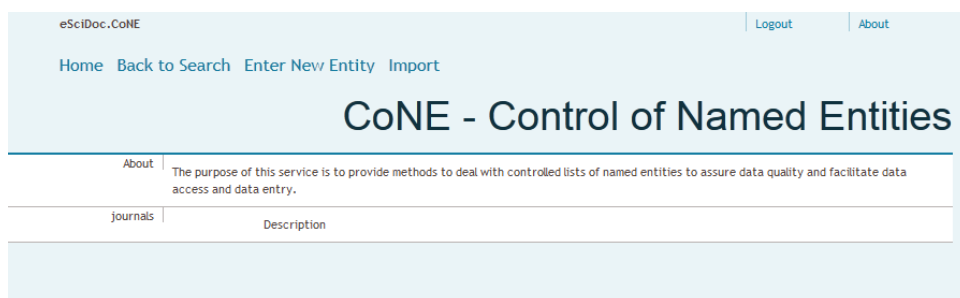 eSciDoc.CoNE Logout About
Home Back to Search Enter New Entity Import
CoNE - Control of Named Entities
About The purpose of this service is to provide methods to deal with controlled lists of named entities to assure data quality and facilitate data
access and data entry.
journals Description